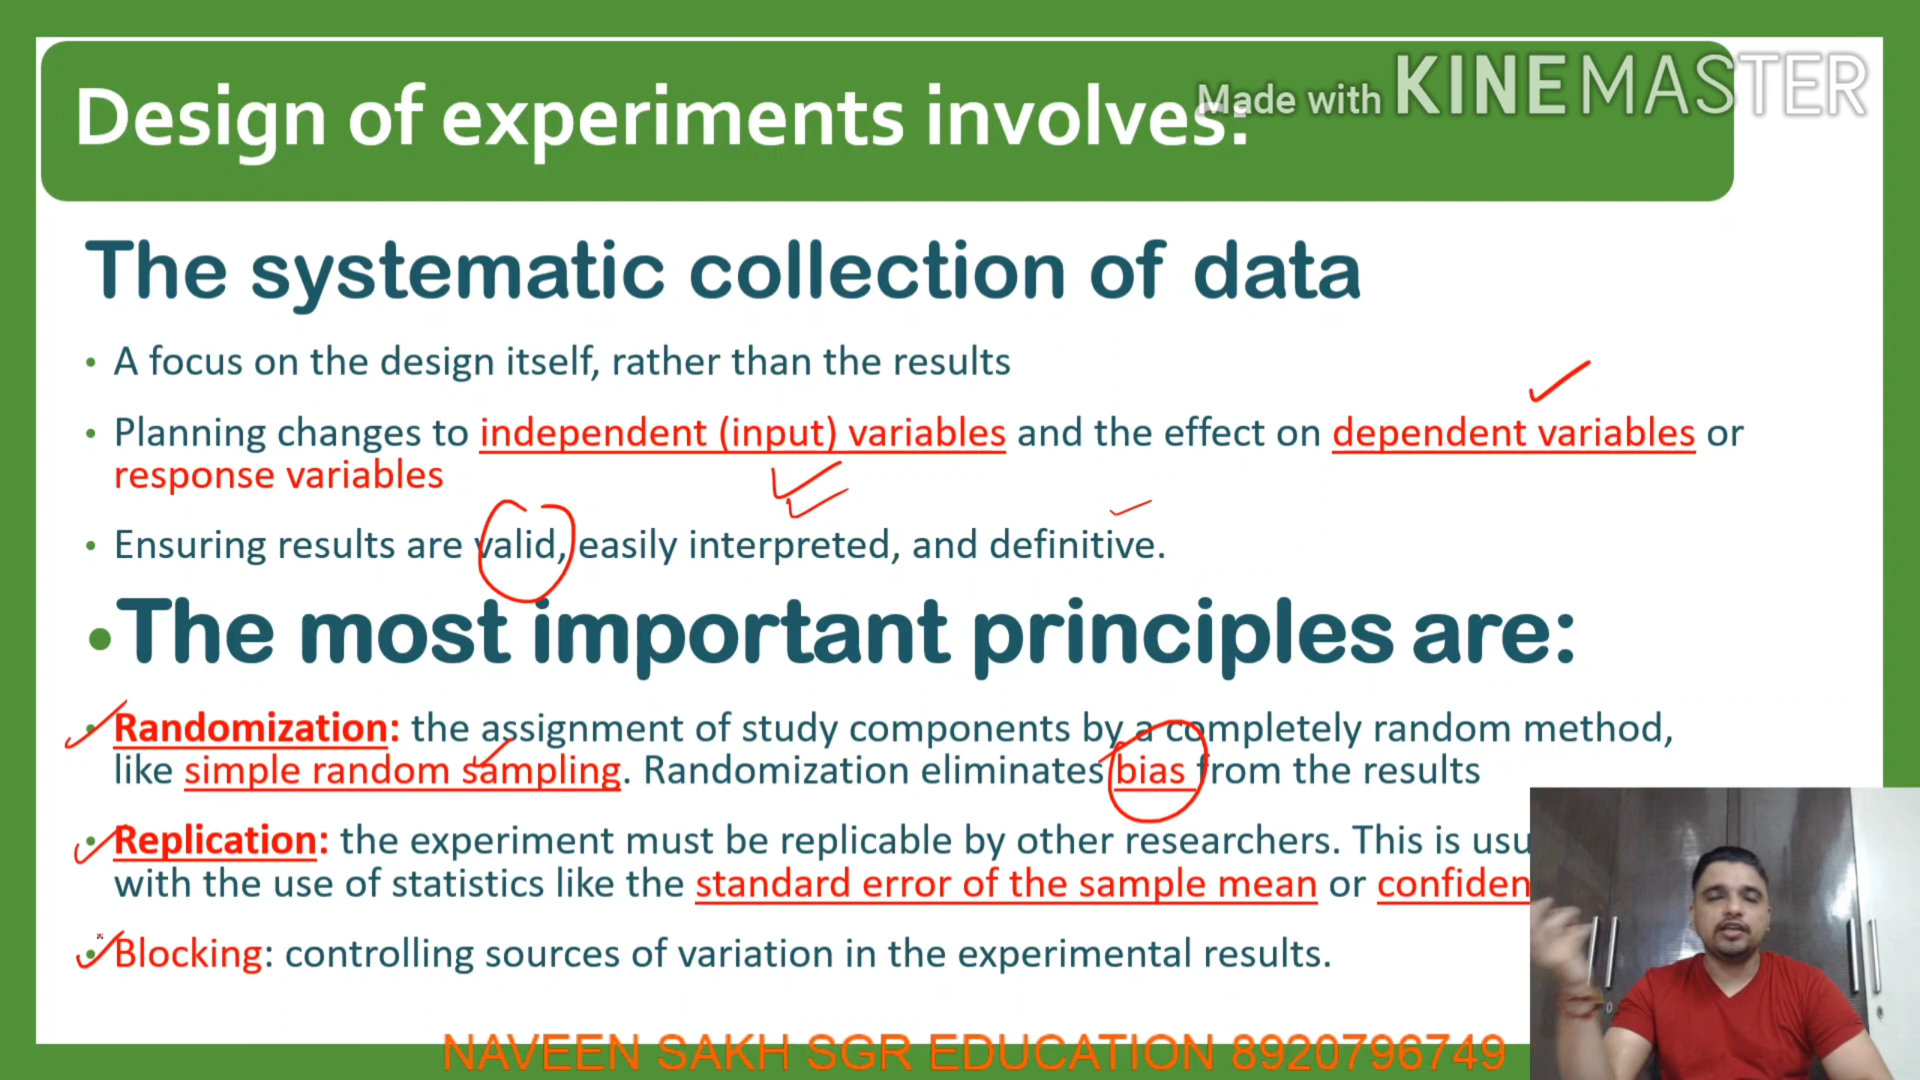 Design of experiments involves:
Made with KINEMASTER
The systematic collection of data
• A focus on the design itself, rather than the results
• Planning changes to independent (input) variables and the effect on dependent variables or
response variables
• Ensuring results are valid, easily interpreted, and definitive.
• The most important principles are:
• Randomization: the assignment of study components by a completely random method,
like simple random sampling. Randomization eliminates bias from the results
• Replication: the experiment must be replicable by other researchers. This is
with the use of statistics like the standard error of the sample mean or
• Blocking: controlling sources of variation in the experimental results.
NAVEEN SAKH SGR EDUCATION 8920796749